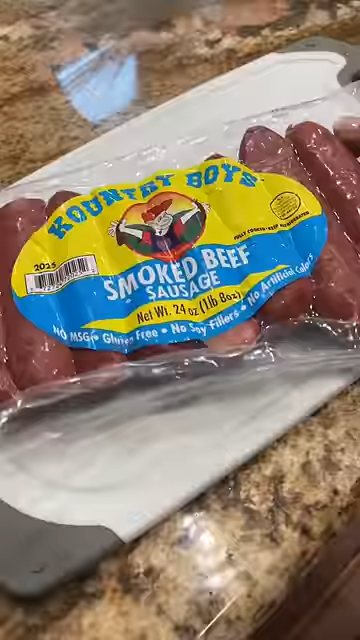 KOUNTRY BOYS
FULLY COOKED • KEEP REFRIGERATED
2025
SMOKED BEEF
SAUSAGE
Net Wt. 24 oz (1lb 8oz)
NO MSG • Gluten Free • No Soy Fillers • No Artificial Colors